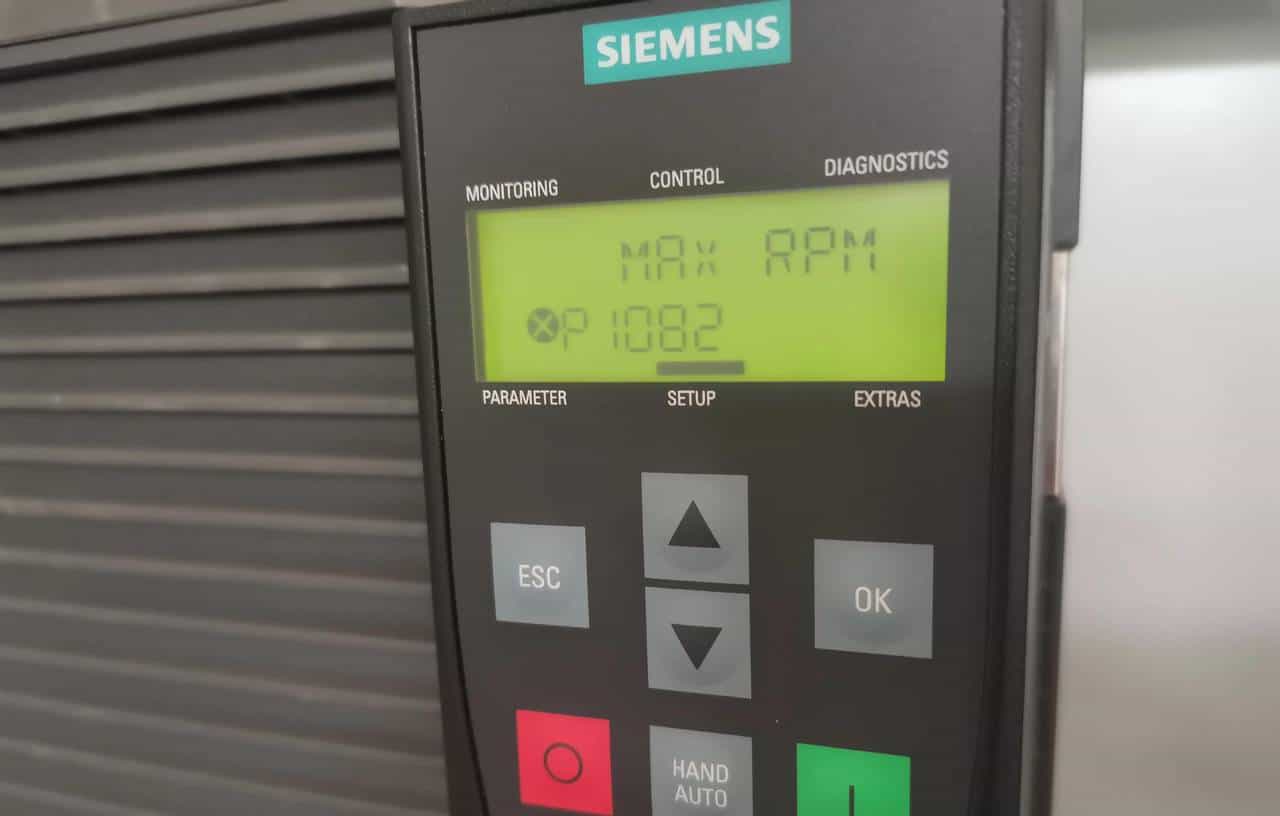 SIEMENS
MONITORING CONTROL DIAGNOSTICS
MAX RPM
P1082
PARAMETER SETUP EXTRAS
ESC
OK
HAND
AUTO